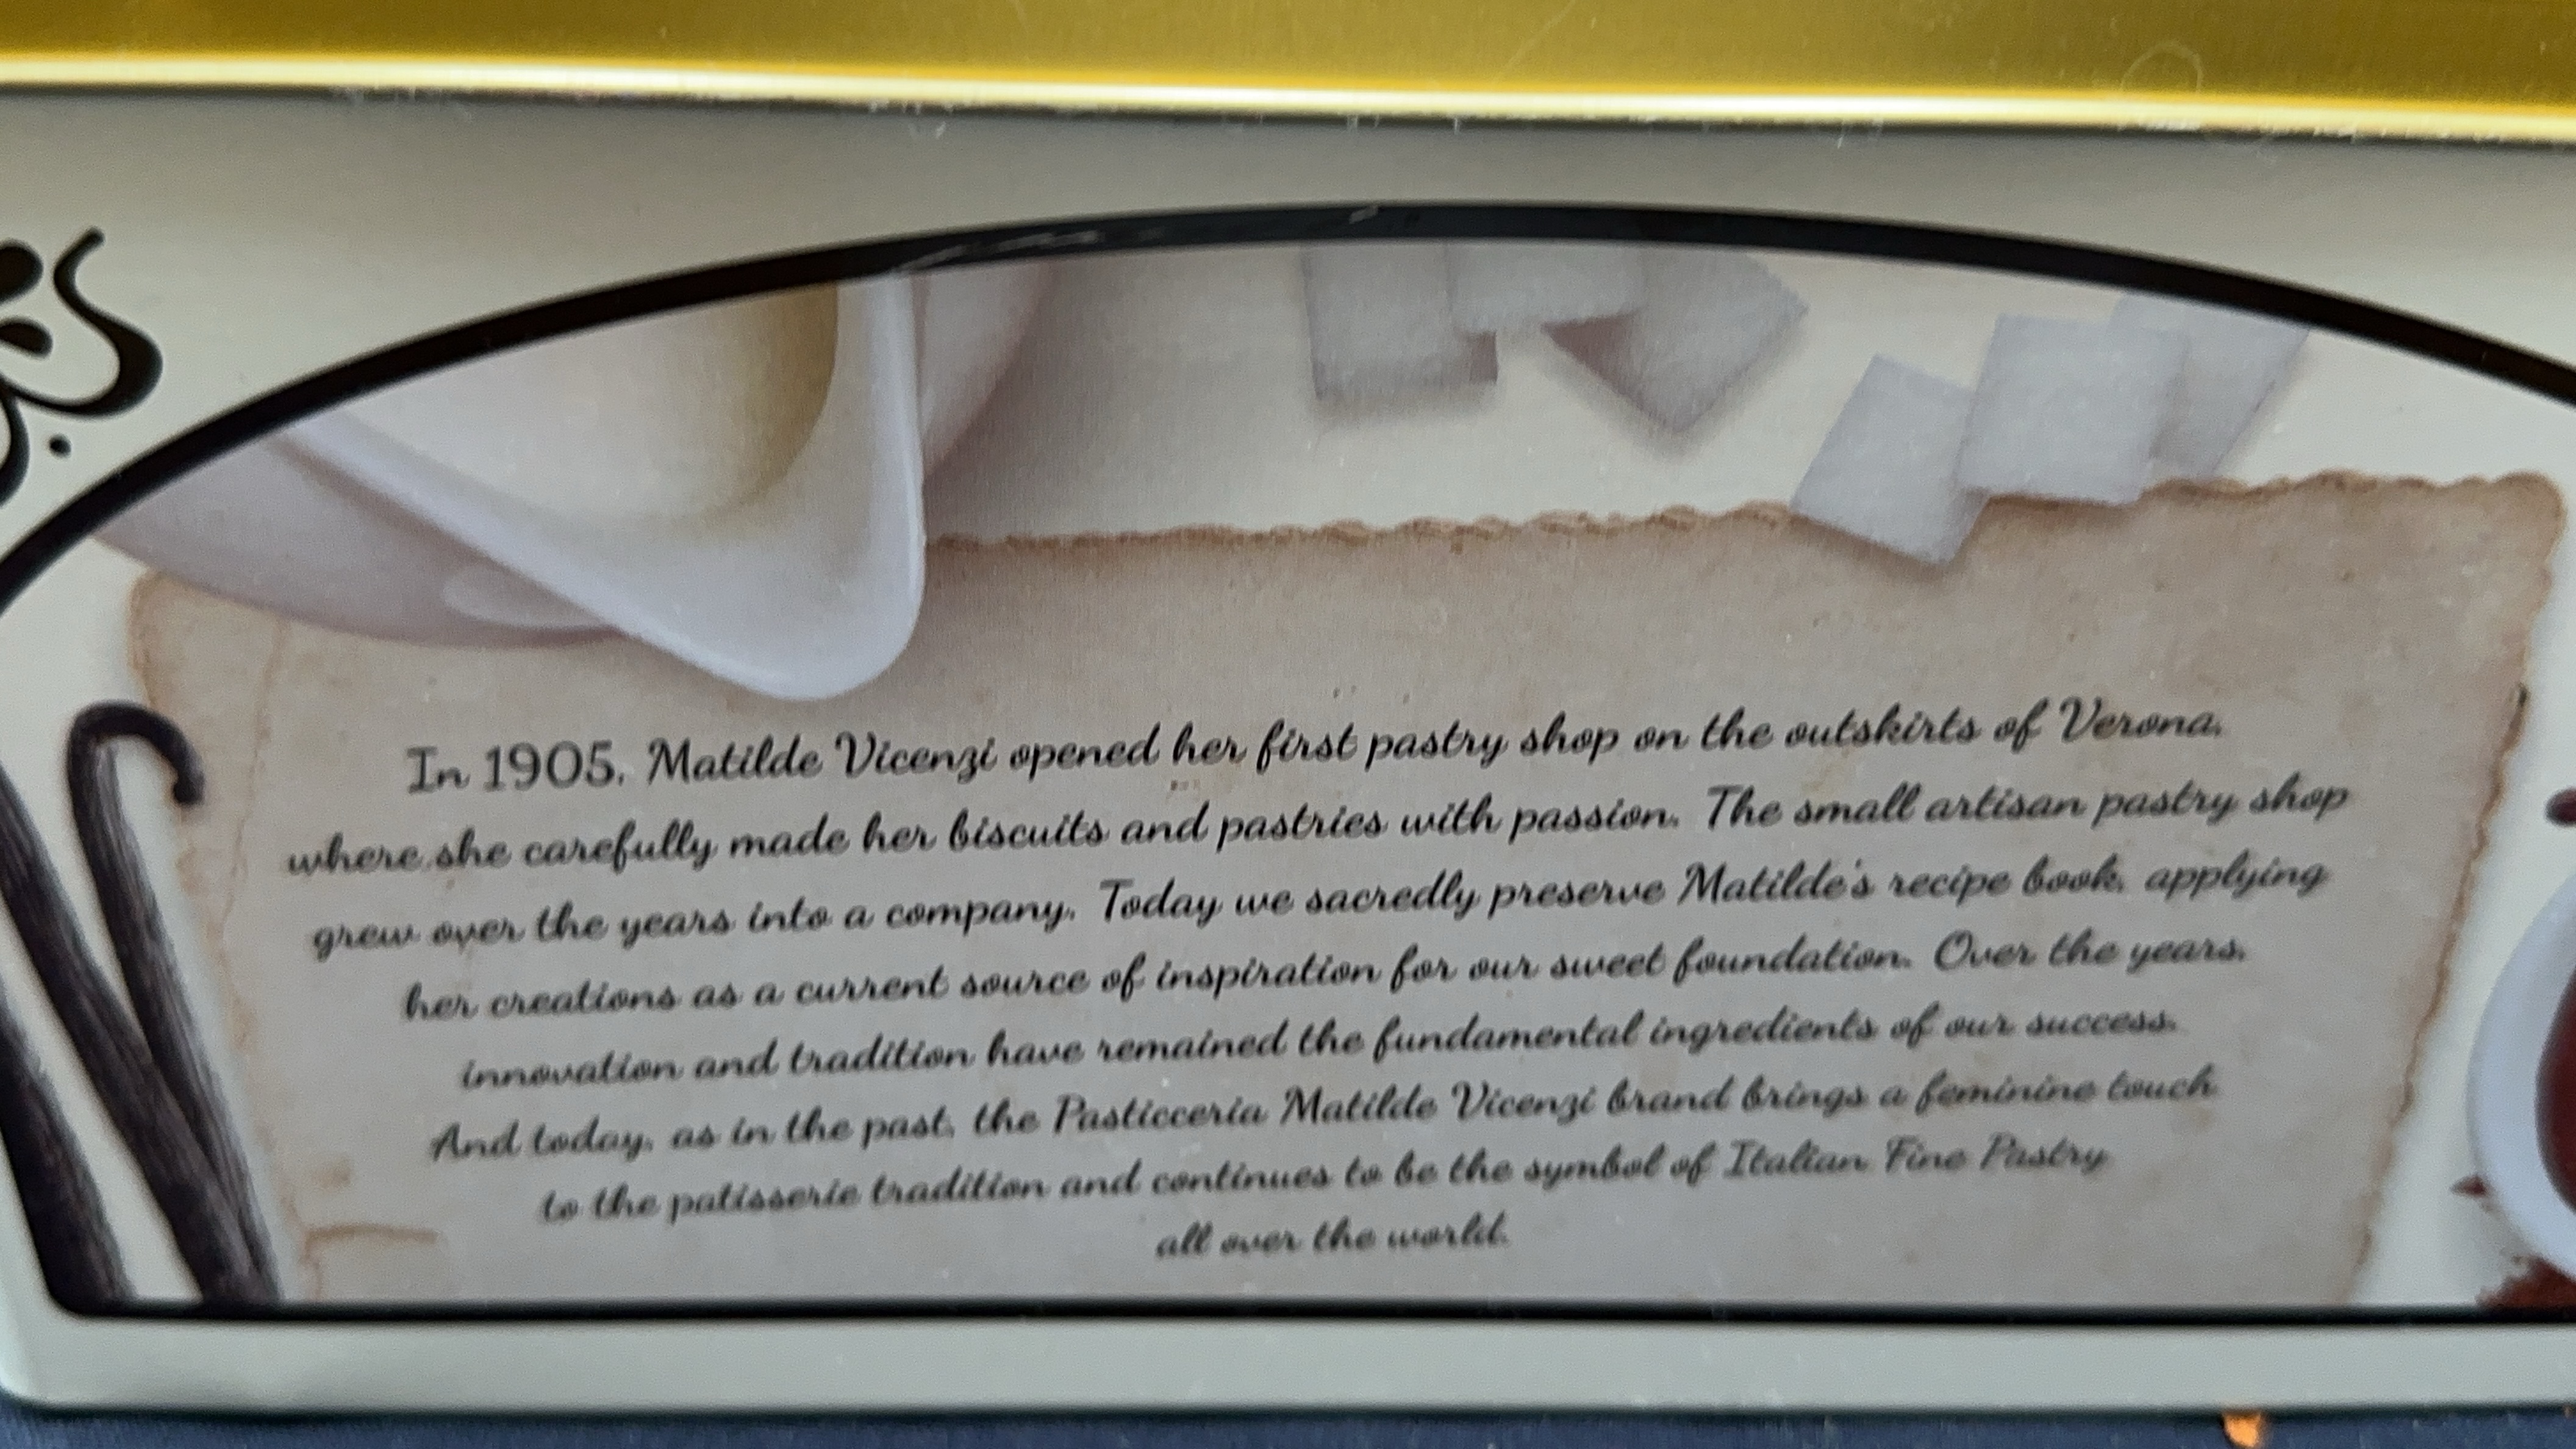 In 1905, Matilde Vicenzi opened her first pastry shop on the outskirts of Verona,
where she carefully made her biscuits and pastries with passion. The small artisan pastry shop
grew over the years into a company. Today we sacredly preserve Matilde's recipe book, applying
her creations as a current source of inspiration for our sweet foundation. Over the years,
innovation and tradition have remained the fundamental ingredients of our success.
And today, as in the past, the Pasticceria Matilde Vicenzi brand brings a feminine touch
to the patisserie tradition and continues to be the symbol of Italian Fine Pastry
all over the world.